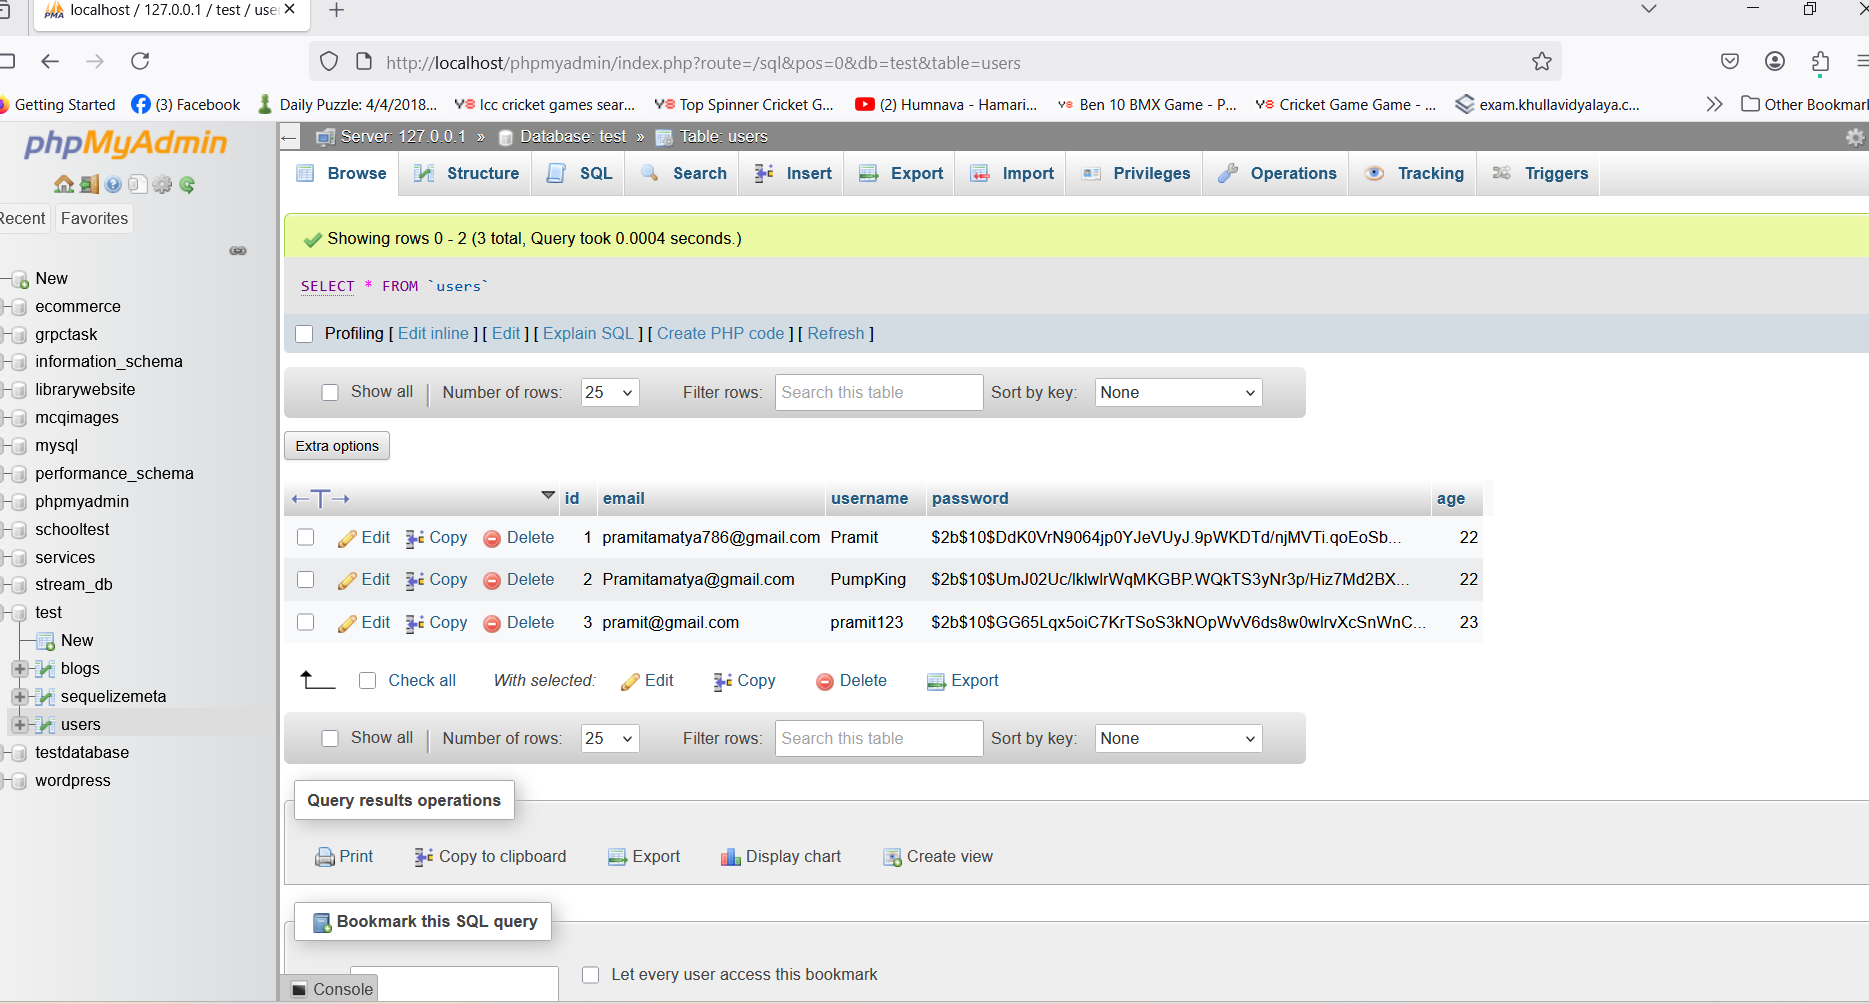 localhost / 127.0.0.1 / test / use
http://localhost/phpmyadmin/index.php?route=/sql&pos=0&db=test&table=users
Getting Started (3) Facebook Daily Puzzle: 4/4/2018... Icc cricket games sear... Top Spinner Cricket G... (2) Humnava - Hamari... Ben 10 BMX Game - P... Cricket Game Game - ... exam.khullavidyalaya.c... Other Bookmar
phpMyAdmin
Recent Favorites
New
ecommerce
grpctask
information_schema
librarywebsite
mcqimages
mysql
performance_schema
phpmyadmin
schooltest
services
stream_db
test
New
blogs
sequelizemeta
users
testdatabase
wordpress
Server: 127.0.0.1 » Database: test » Table: users
Browse Structure SQL Search Insert Export Import Privileges Operations Tracking Triggers
Showing rows 0 - 2 (3 total, Query took 0.0004 seconds.)
SELECT * FROM `users`
Profiling [ Edit inline ] [ Edit ] [ Explain SQL ] [ Create PHP code ] [ Refresh ]
Show all | Number of rows: 25 Filter rows: Search this table Sort by key: None
Extra options
←T→ id email username password age
Edit Copy Delete 1 pramitamatya786@gmail.com Pramit $2b$10$DdK0VrN9064jp0YJeVUyJ.9pWKDTd/njMVTi.qoEoSb... 22
Edit Copy Delete 2 Pramitamatya@gmail.com PumpKing $2b$10$UmJ02Uc/lklwlrWqMKGBP.WQkTS3yNr3p/Hiz7Md2BX... 22
Edit Copy Delete 3 pramit@gmail.com pramit123 $2b$10$GG65Lqx5oiC7KrTSoS3kNOpWvV6ds8w0wlrvXcSnWnC... 23
Check all With selected: Edit Copy Delete Export
Show all | Number of rows: 25 Filter rows: Search this table Sort by key: None
Query results operations
Print Copy to clipboard Export Display chart Create view
Bookmark this SQL query
Let every user access this bookmark
Console